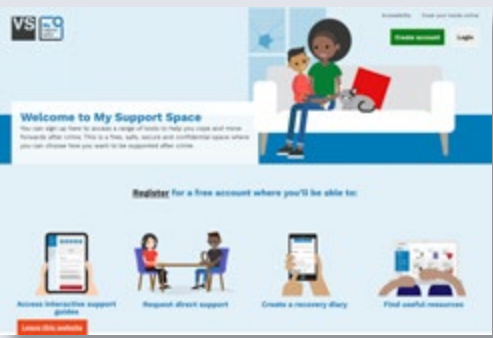 VS
Create account
Login
Welcome to My Support Space
You can sign up here to access a range of tools to help you cope and move
forwards after crime. This is a free, safe, secure and confidential space where
you can choose how you want to be supported after crime.
Register for a free account where you'll be able to:
Access interactive support
guides
Request direct support
Create a recovery diary
Find useful resources
Leave this website